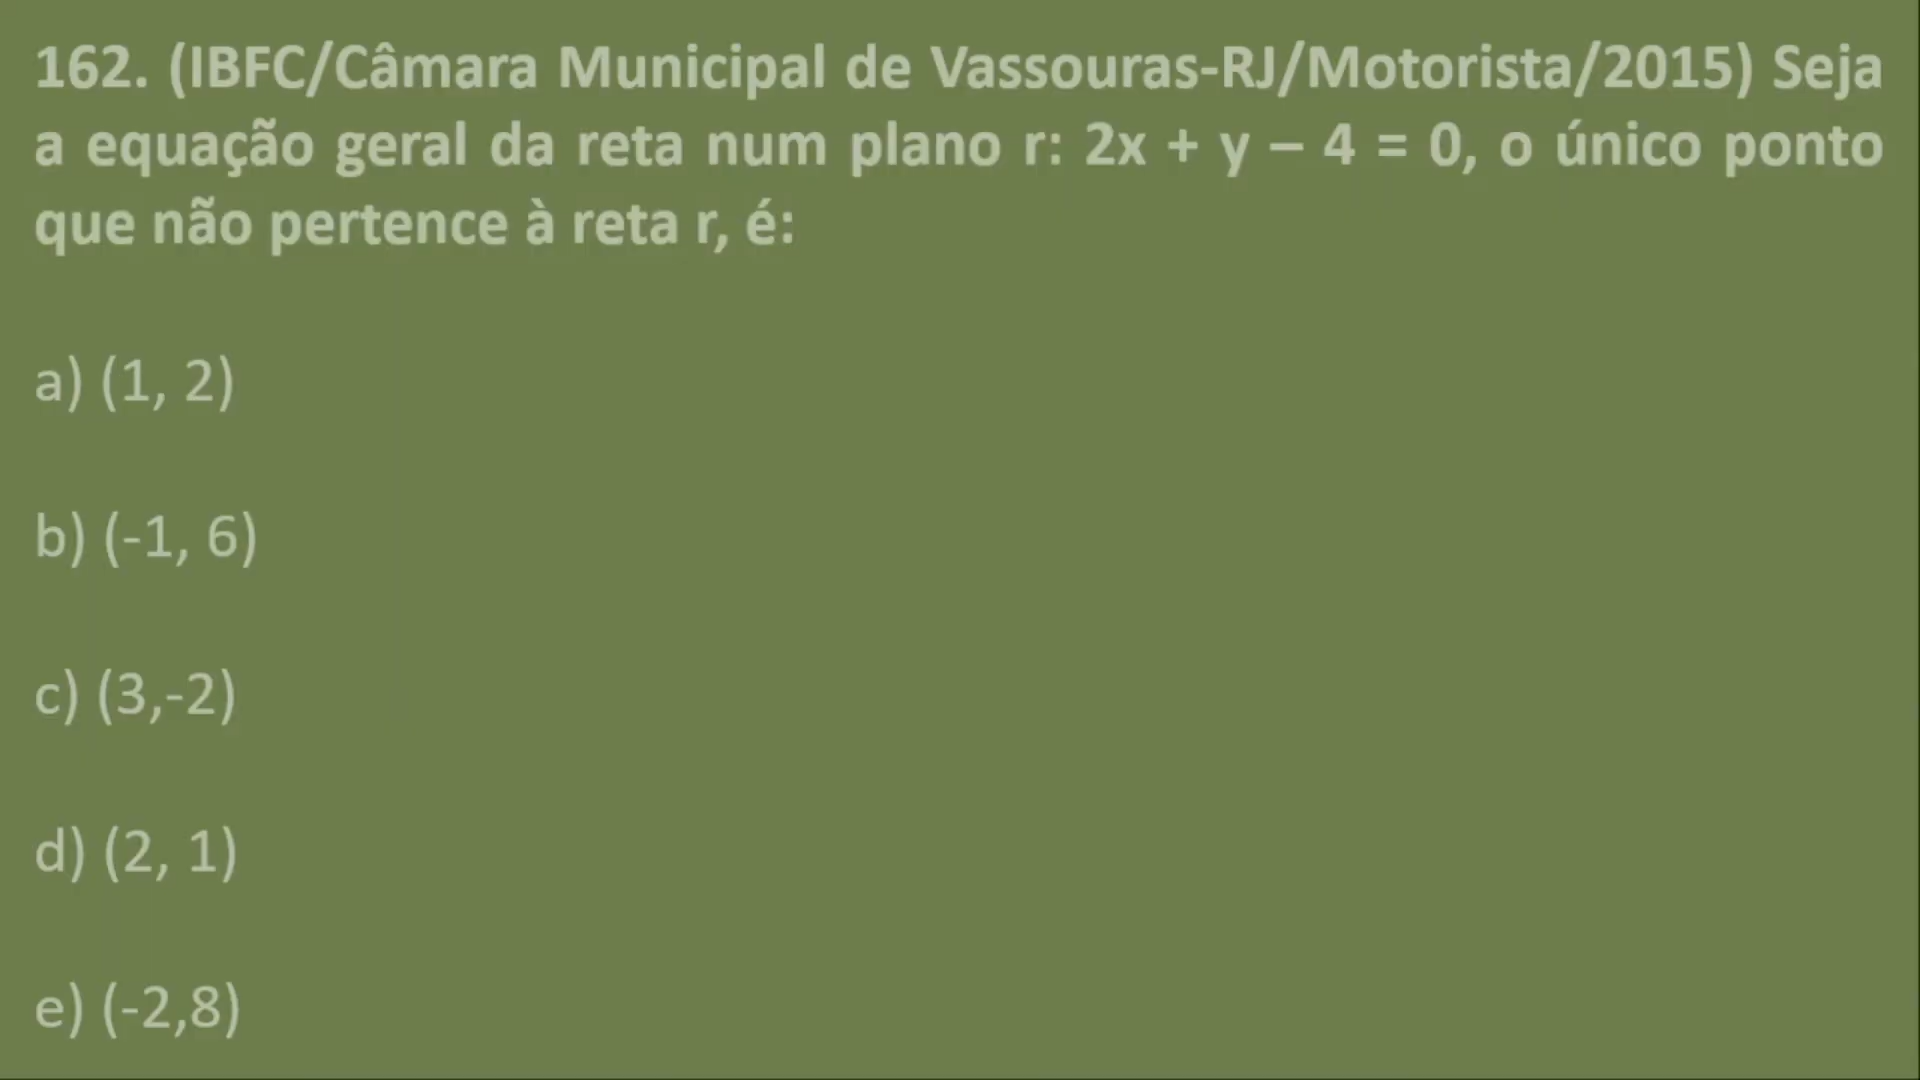 162. (IBFC/Câmara Municipal de Vassouras-RJ/Motorista/2015) Seja
a equação geral da reta num plano r: 2x + y – 4 = 0, o único ponto
que não pertence à reta r, é:
a) (1, 2)
b) (-1, 6)
c) (3,-2)
d) (2, 1)
e) (-2,8)